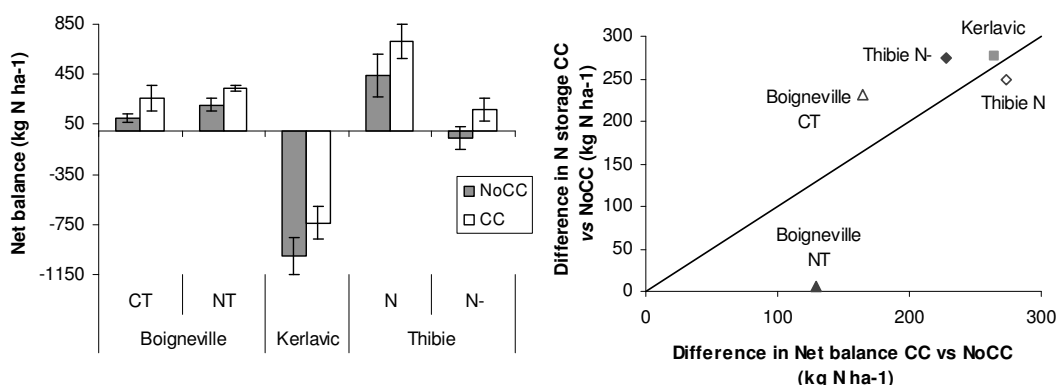 Net balance (kg N ha-1)
850
450
50
-350
-750
-1150
NoCC
CC
CT
NT
N
N-
Boigneville
Kerlavic
Thibie
Difference in N storage CC
vs NoCC (kg N ha-1)
300
250
200
150
100
50
0
Kerlavic
Thibie N-
Thibie N
Boigneville
CT
Boigneville
NT
0
100
200
300
Difference in Net balance CC vs NoCC
(kg N ha-1)